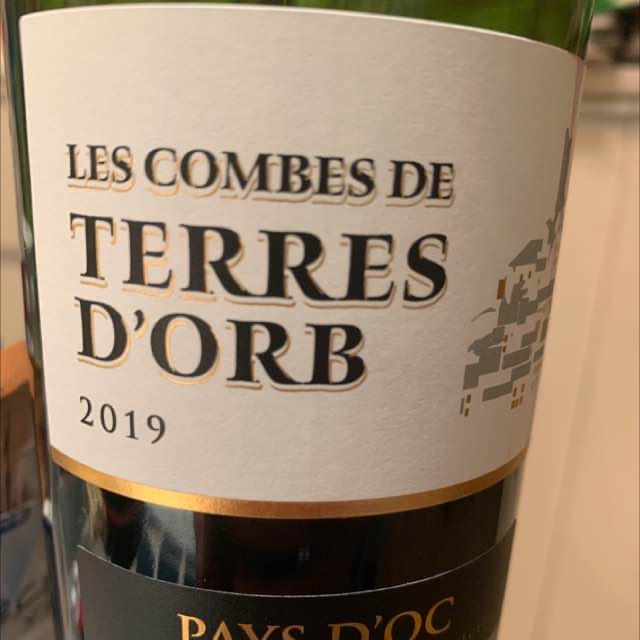 LES COMBES DE
TERRES
D'ORB
2019
PAYS D'OC